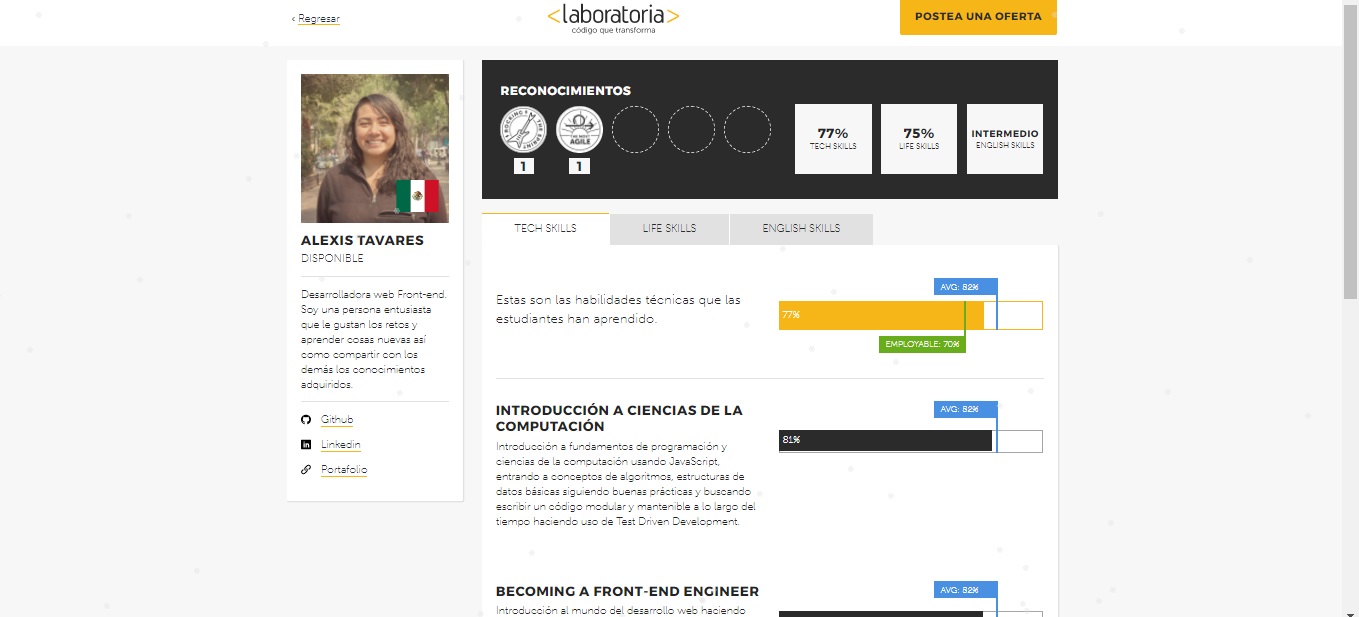 ‹ Regresar
<laboratoria>
código que transforma
POSTEA UNA OFERTA
ALEXIS TAVARES
DISPONIBLE
Desarrolladora web Front-end.
Soy una persona entusiasta
que le gustan los retos y
aprender cosas nuevas así
como compartir con los
demás los conocimientos
adquiridos.
Github
Linkedin
Portafolio
RECONOCIMIENTOS
ROCKING THE
AGILE
1
1
77%
TECH SKILLS
75%
LIFE SKILLS
INTERMEDIO
ENGLISH SKILLS
TECH SKILLS
LIFE SKILLS
ENGLISH SKILLS
Estas son las habilidades técnicas que las
estudiantes han aprendido.
AVG: 82%
77%
EMPLOYABLE: 70%
INTRODUCCIÓN A CIENCIAS DE LA
COMPUTACIÓN
Introducción a fundamentos de programación y
ciencias de la computación usando JavaScript,
entrando a conceptos de algoritmos, estructuras de
datos básicas siguiendo buenas prácticas y buscando
escribir un código modular y mantenible a lo largo del
tiempo haciendo uso de Test Driven Development.
AVG: 82%
81%
BECOMING A FRONT-END ENGINEER
Introducción al mundo del desarrollo web haciendo
AVG: 82%